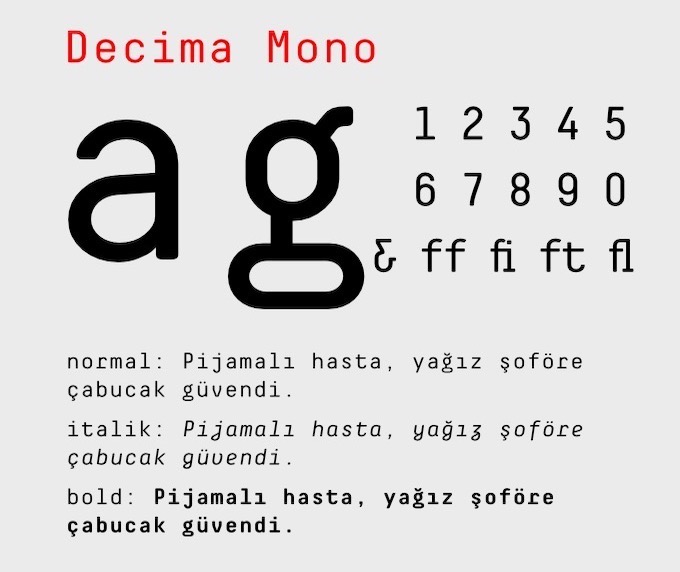 Decima Mono
a g
1 2 3 4 5
6 7 8 9 0
& ff fi ft fl
normal: Pijamalı hasta, yağız şoföre
çabucak güvendi.
italik: Pijamalı hasta, yağız şoföre
çabucak güvendi.
bold: Pijamalı hasta, yağız şoföre
çabucak güvendi.